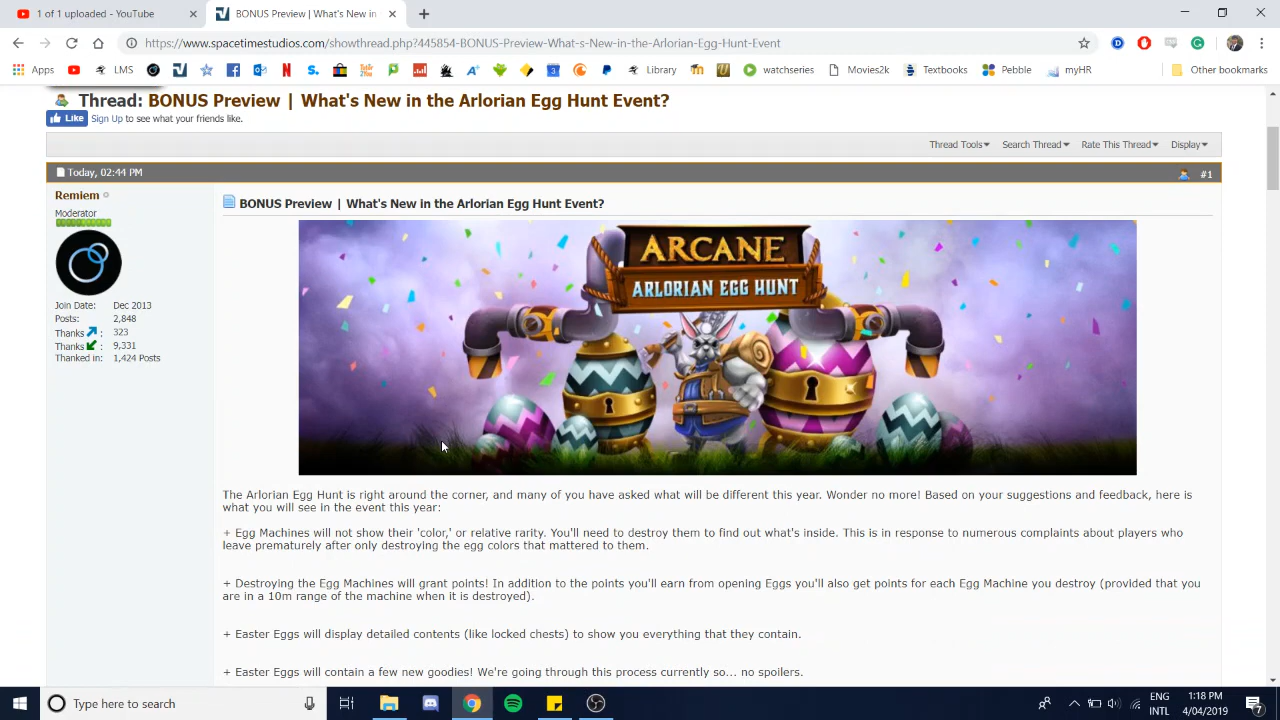 1 of 1 uploaded - YouTube
BONUS Preview | What's New in
https://www.spacetimestudios.com/showthread.php?445854-BONUS-Preview-What-s-New-in-the-Arlorian-Egg-Hunt-Event
Apps LMS Library watchseries Movies2k Textbooks Pebble myHR Other bookmarks
Thread: BONUS Preview | What's New in the Arlorian Egg Hunt Event?
Like Sign Up to see what your friends like.
Thread Tools Search Thread Rate This Thread Display
Today, 02:44 PM #1
Remiem
Moderator
Join Date: Dec 2013
Posts: 2,848
Thanks : 323
Thanks : 9,331
Thanked in: 1,424 Posts
BONUS Preview | What's New in the Arlorian Egg Hunt Event?
ARCANE
ARLORIAN EGG HUNT
The Arlorian Egg Hunt is right around the corner, and many of you have asked what will be different this year. Wonder no more! Based on your suggestions and feedback, here is
what you will see in the event this year:
+ Egg Machines will not show their 'color,' or relative rarity. You'll need to destroy them to find out what's inside. This is in response to numerous complaints about players who
leave prematurely after only destroying the egg colors that mattered to them.
+ Destroying the Egg Machines will grant points! In addition to the points you'll earn from opening Eggs you'll also get points for each Egg Machine you destroy (provided that you
are in a 10m range of the machine when it is destroyed).
+ Easter Eggs will display detailed contents (like locked chests) to show you everything that they contain.
+ Easter Eggs will contain a few new goodies! We're going through this process currently so... no spoilers.
Type here to search
ENG
INTL
1:18 PM
4/04/2019
7